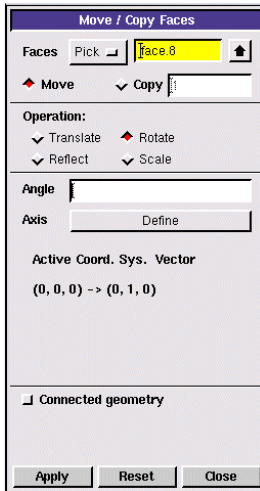 Move / Copy Faces
Faces Pick face.8
Move Copy
Operation:
Translate Rotate
Reflect Scale
Angle
Axis Define
Active Coord. Sys. Vector
(0, 0, 0) -> (0, 1, 0)
Connected geometry
Apply Reset Close